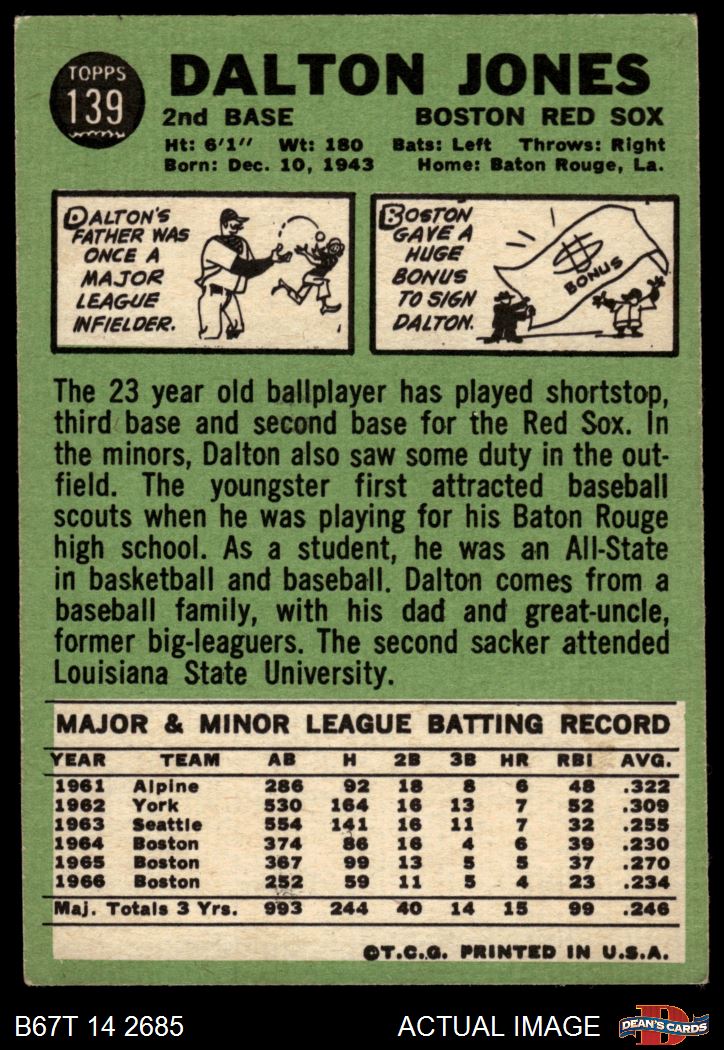 TOPPS
139
DALTON JONES
2nd BASE BOSTON RED SOX
Ht: 6'1" Wt: 180 Bats: Left Throws: Right
Born: Dec. 10, 1943 Home: Baton Rouge, La.
DALTON'S
FATHER WAS
ONCE A
MAJOR
LEAGUE
INFIELDER.
BOSTON
GAVE A
HUGE
BONUS
TO SIGN
DALTON.
$
BONUS
The 23 year old ballplayer has played shortstop,
third base and second base for the Red Sox. In
the minors, Dalton also saw some duty in the out-
field. The youngster first attracted baseball
scouts when he was playing for his Baton Rouge
high school. As a student, he was an All-State
in basketball and baseball. Dalton comes from a
baseball family, with his dad and great-uncle,
former big-leaguers. The second sacker attended
Louisiana State University.
MAJOR & MINOR LEAGUE BATTING RECORD
YEAR TEAM AB H 2B 3B HR RBI AVG.
1961 Alpine 286 92 18 8 6 48 .322
1962 York 530 164 16 13 7 52 .309
1963 Seattle 554 141 16 11 7 32 .255
1964 Boston 374 86 16 4 6 39 .230
1965 Boston 367 99 13 5 5 37 .270
1966 Boston 252 59 11 5 4 23 .234
Maj. Totals 3 Yrs. 993 244 40 14 15 99 .246
©T.C.G. PRINTED IN U.S.A.
B67T 14 2685 ACTUAL IMAGE
D
DEAN'S CARDS